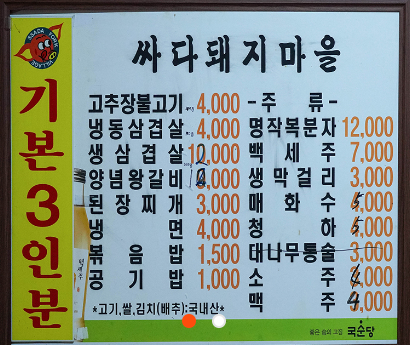 싸다돼지마을
기본3인분
고추장불고기 4,000
냉동삼겹살 4,000
생삼겹살 12,000
양념왕갈비
된장찌개 3,000
냉면 4,000
볶음밥 1,500
공기밥 1,000
*고기,쌀,김치(배추):국내산*
-주류-
명작복분자 12,000
백세주 7,000
생막걸리 3,000
매화수 5,000
청하 5,000
대나무통술 3,000
소주 4,000
맥주 4,000
국순당